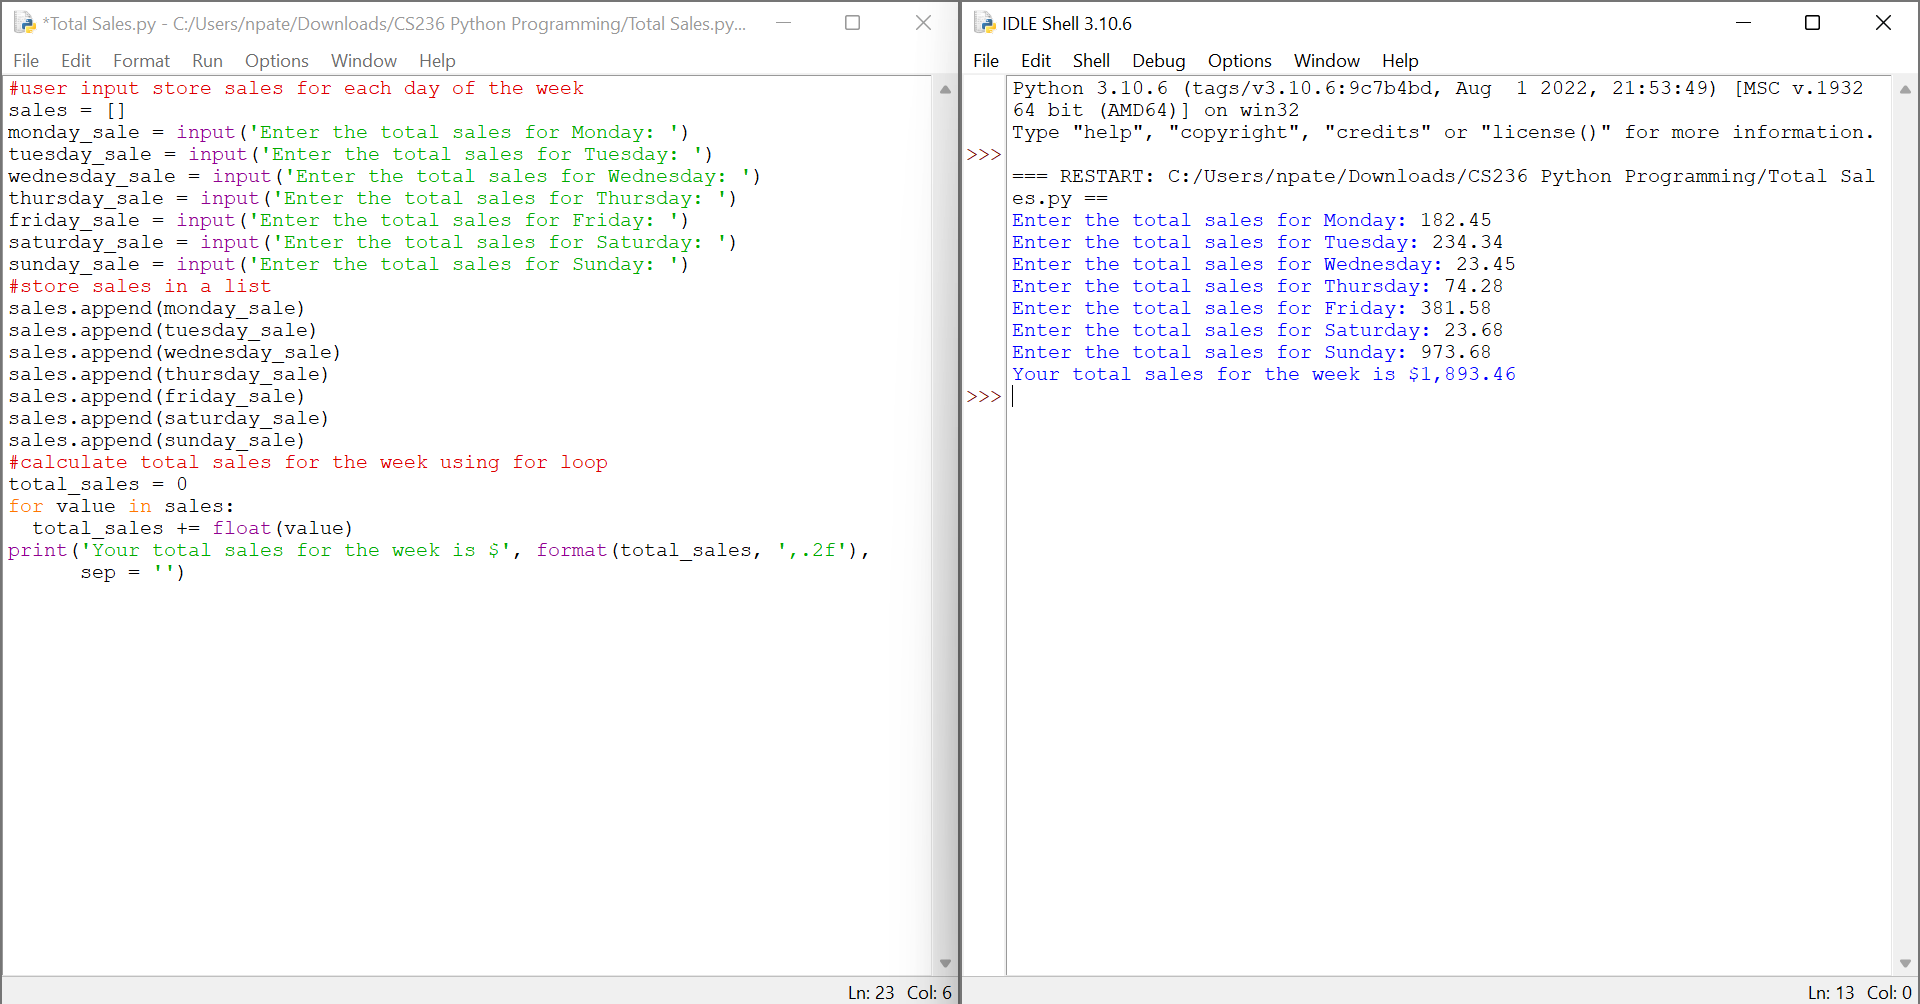 *Total Sales.py - C:/Users/npate/Downloads/CS236 Python Programming/Total Sales.py...
File Edit Format Run Options Window Help
#user input store sales for each day of the week
sales = []
monday_sale = input('Enter the total sales for Monday: ')
tuesday_sale = input('Enter the total sales for Tuesday: ')
wednesday_sale = input('Enter the total sales for Wednesday: ')
thursday_sale = input('Enter the total sales for Thursday: ')
friday_sale = input('Enter the total sales for Friday: ')
saturday_sale = input('Enter the total sales for Saturday: ')
sunday_sale = input('Enter the total sales for Sunday: ')
#store sales in a list
sales.append(monday_sale)
sales.append(tuesday_sale)
sales.append(wednesday_sale)
sales.append(thursday_sale)
sales.append(friday_sale)
sales.append(saturday_sale)
sales.append(sunday_sale)
#calculate total sales for the week using for loop
total_sales = 0
for value in sales:
  total_sales += float(value)
print('Your total sales for the week is $', format(total_sales, ',.2f'),
      sep = '')
Ln: 23 Col: 6
IDLE Shell 3.10.6
File Edit Shell Debug Options Window Help
Python 3.10.6 (tags/v3.10.6:9c7b4bd, Aug  1 2022, 21:53:49) [MSC v.1932
64 bit (AMD64)] on win32
Type "help", "copyright", "credits" or "license()" for more information.
>>>
=== RESTART: C:/Users/npate/Downloads/CS236 Python Programming/Total Sal
es.py ==
Enter the total sales for Monday: 182.45
Enter the total sales for Tuesday: 234.34
Enter the total sales for Wednesday: 23.45
Enter the total sales for Thursday: 74.28
Enter the total sales for Friday: 381.58
Enter the total sales for Saturday: 23.68
Enter the total sales for Sunday: 973.68
Your total sales for the week is $1,893.46
>>>
Ln: 13 Col: 0